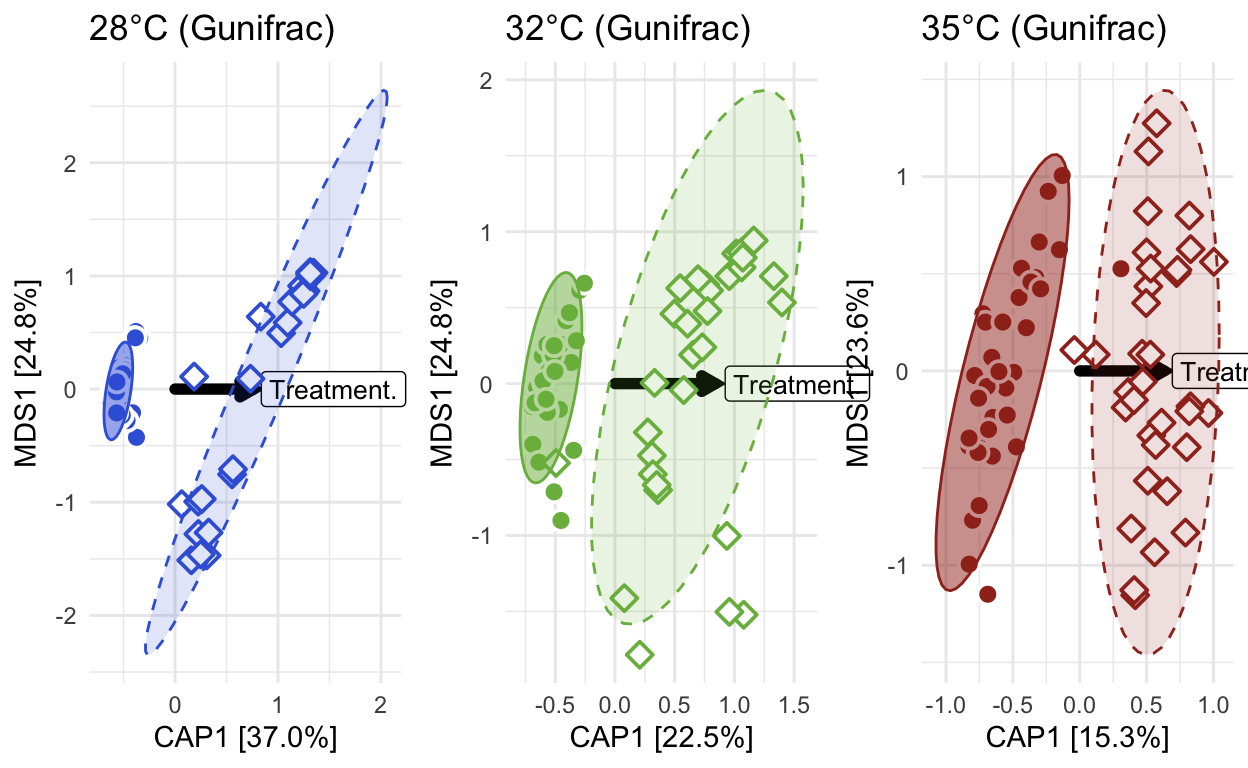 28°C (Gunifrac)
MDS1 [24.8%]
2
1
0
-1
-2
Treatment.
0 1 2
CAP1 [37.0%]
32°C (Gunifrac)
MDS1 [24.8%]
2
1
0
-1
Treatment.
-0.5 0.0 0.5 1.0 1.5
CAP1 [22.5%]
35°C (Gunifrac)
MDS1 [23.6%]
1
0
-1
Treatr
-1.0 -0.5 0.0 0.5 1.0
CAP1 [15.3%]